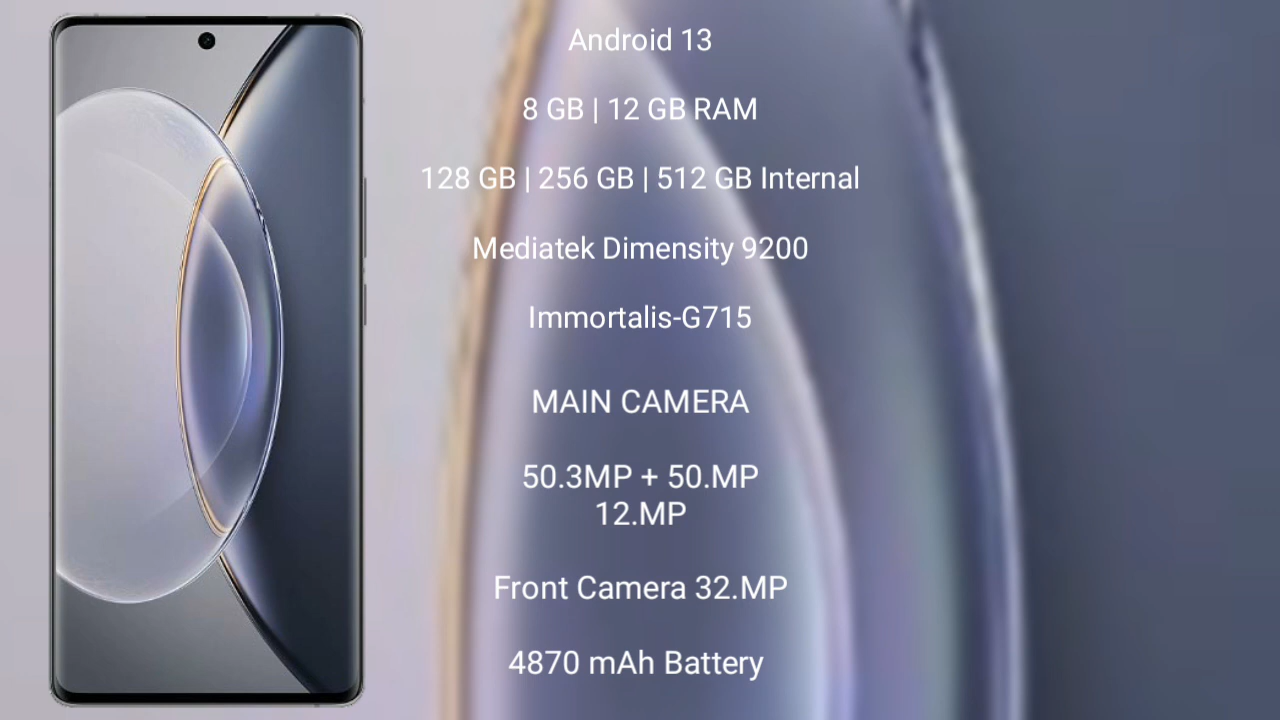 Android 13
8 GB | 12 GB RAM
128 GB | 256 GB | 512 GB Internal
Mediatek Dimensity 9200
Immortalis-G715
MAIN CAMERA
50.3MP + 50.MP
12.MP
Front Camera 32.MP
4870 mAh Battery